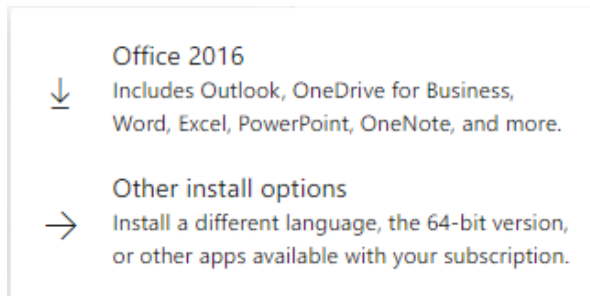 Office 2016
Includes Outlook, OneDrive for Business,
Word, Excel, PowerPoint, OneNote, and more.
Other install options
Install a different language, the 64-bit version,
or other apps available with your subscription.